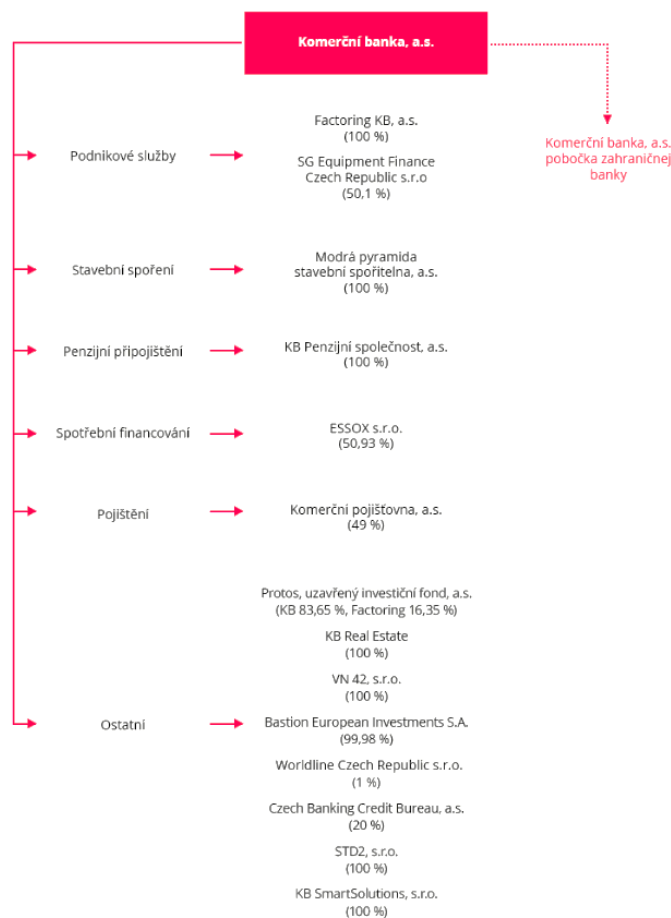 Komerční banka, a.s.
Komerční banka, a.s.
pobočka zahraničnej
banky
Podnikové služby
Factoring KB, a.s.
(100 %)
SG Equipment Finance
Czech Republic s.r.o
(50,1 %)
Stavební spoření
Modrá pyramida
stavební spořitelna, a.s.
(100 %)
Penzijní připojištění
KB Penzijní společnost, a.s.
(100 %)
Spotřební financování
ESSOX s.r.o.
(50,93 %)
Pojištění
Komerční pojišťovna, a.s.
(49 %)
Ostatní
Protos, uzavřený investiční fond, a.s.
(KB 83,65 %, Factoring 16,35 %)
KB Real Estate
(100 %)
VN 42, s.r.o.
(100 %)
Bastion European Investments S.A.
(99,98 %)
Worldline Czech Republic s.r.o.
(1 %)
Czech Banking Credit Bureau, a.s.
(20 %)
STD2, s.r.o.
(100 %)
KB SmartSolutions, s.r.o.
(100 %)